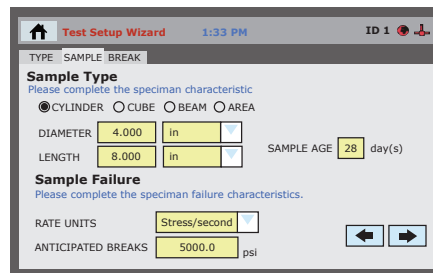 Test Setup Wizard 1:33 PM ID 1
TYPE SAMPLE BREAK
Sample Type
Please complete the speciman characteristic
CYLINDER CUBE BEAM AREA
DIAMETER 4.000 in
LENGTH 8.000 in
SAMPLE AGE 28 day(s)
Sample Failure
Please complete the speciman failure characteristics.
RATE UNITS Stress/second
ANTICIPATED BREAKS 5000.0 psi